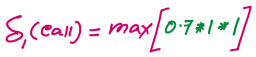 δ₁(call) = max[0.7*1*1]